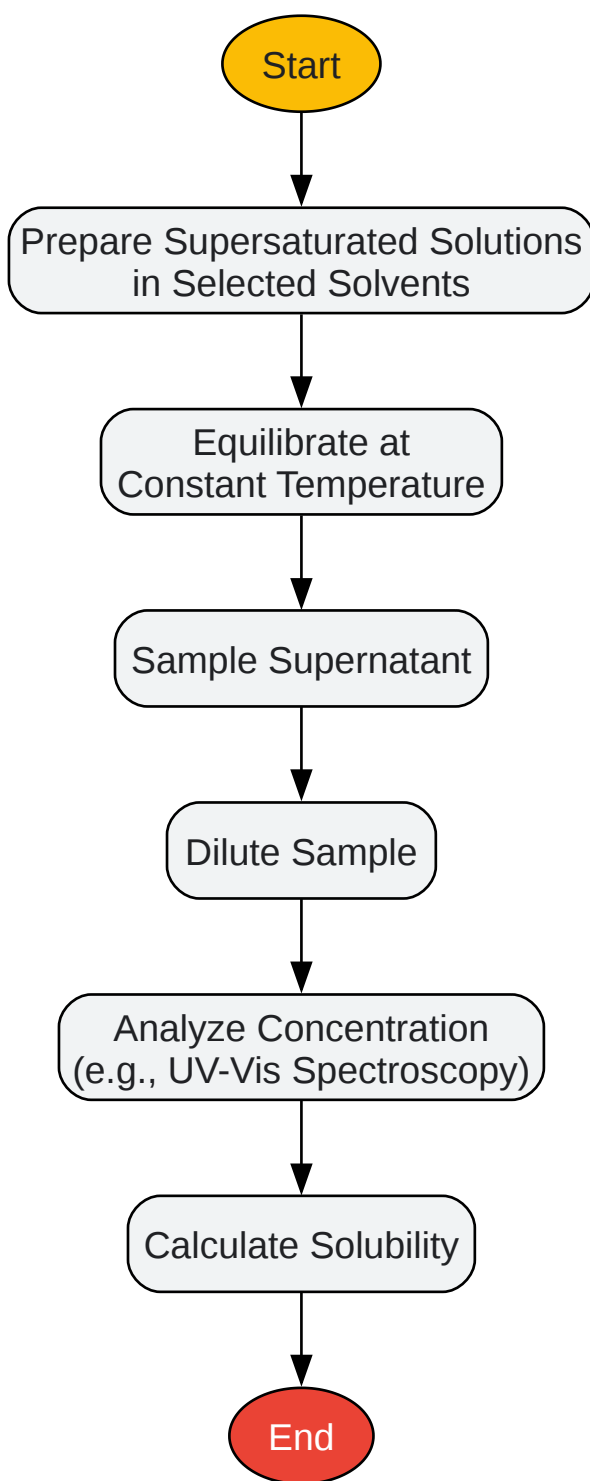 Start
Prepare Supersaturated Solutions
in Selected Solvents
Equilibrate at
Constant Temperature
Sample Supernatant
Dilute Sample
Analyze Concentration
(e.g., UV-Vis Spectroscopy)
Calculate Solubility
End